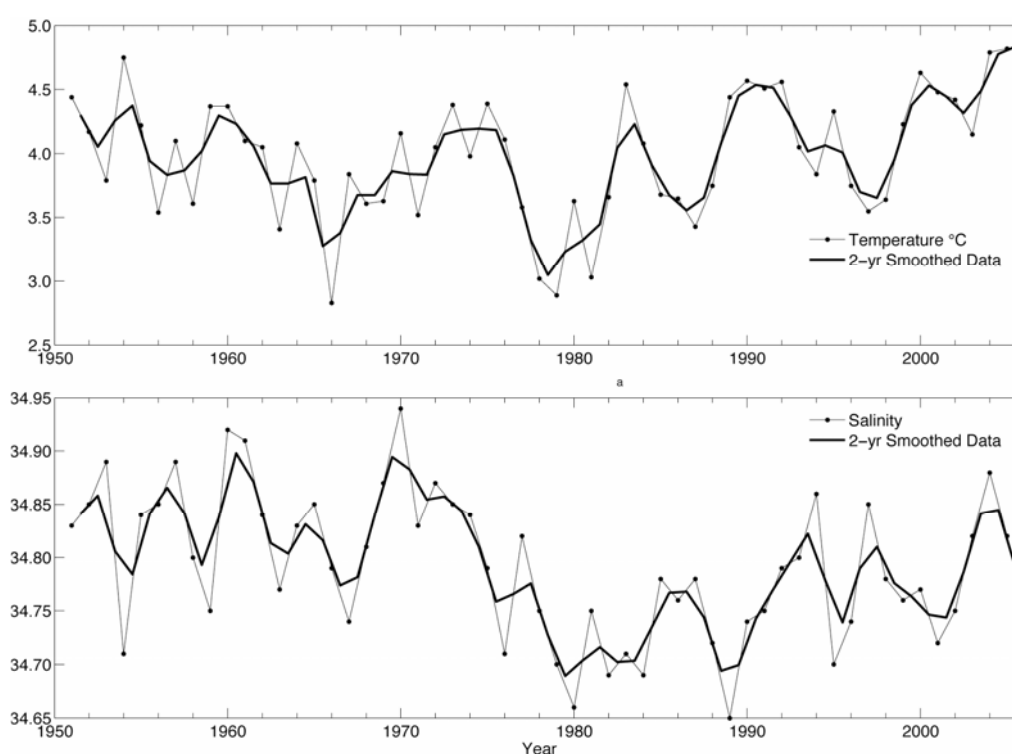 5.0
4.5
4.0
3.5
3.0
2.5
Temperature °C
2-yr Smoothed Data
1950 1960 1970 1980 1990 2000
a
34.95
34.90
34.85
34.80
34.75
34.70
34.65
Salinity
2-yr Smoothed Data
1950 1960 1970 1980 1990 2000
Year